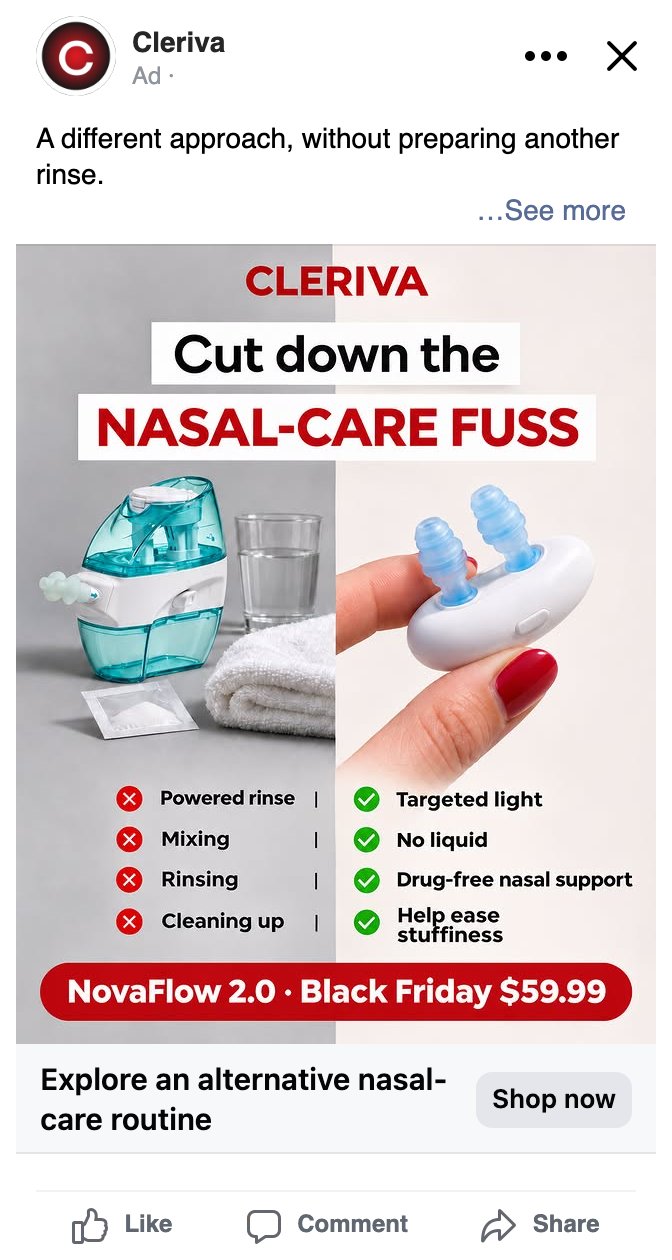 C
Cleriva
Ad ·
A different approach, without preparing another
rinse.
...See more
CLERIVA
Cut down the
NASAL-CARE FUSS
Powered rinse | Targeted light
Mixing | No liquid
Rinsing | Drug-free nasal support
Cleaning up | Help ease
stuffiness
NovaFlow 2.0 · Black Friday $59.99
Explore an alternative nasal-
care routine
Shop now
Like Comment Share